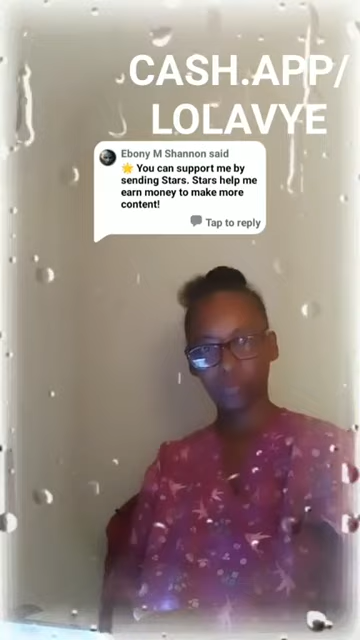 CASH.APP/
LOLAVYE
Ebony M Shannon said
⭐ You can support me by
sending Stars. Stars help me
earn money to make more
content!
Tap to reply